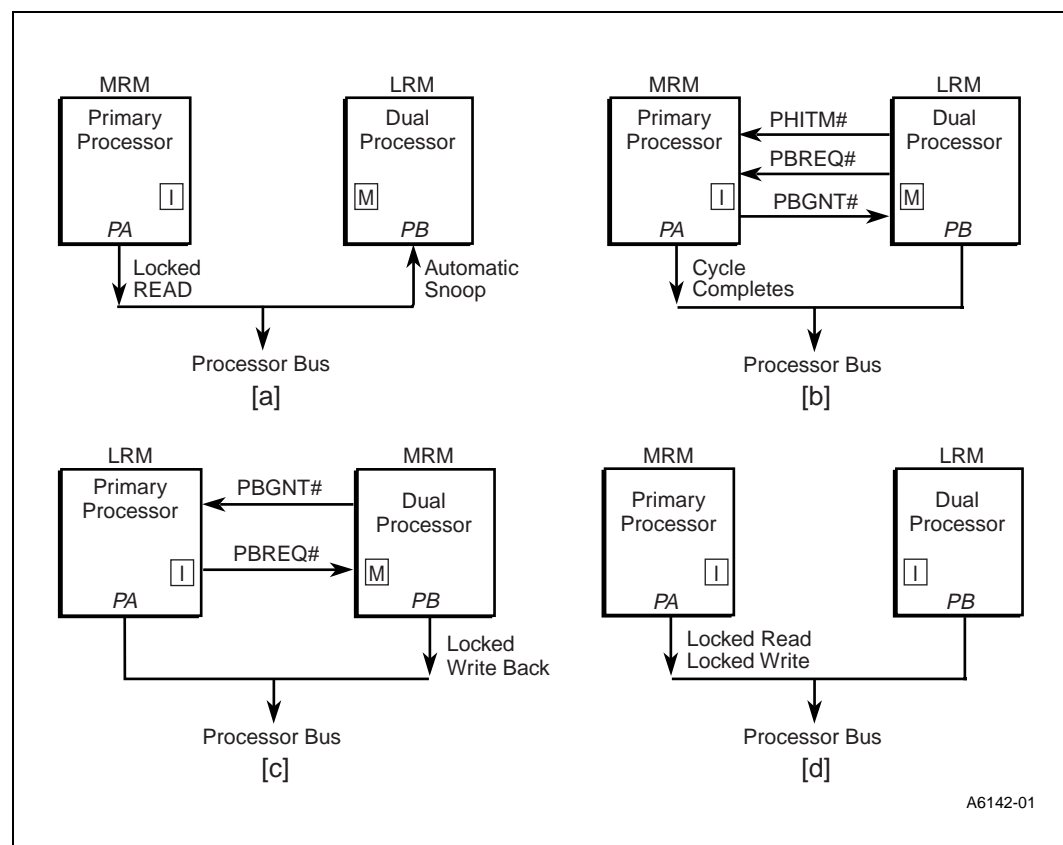 MRM
Primary
Processor
I
PA
Locked
READ
LRM
Dual
Processor
M
PB
Automatic
Snoop
Processor Bus
[a]
MRM
Primary
Processor
I
PA
Cycle
Completes
PHITM#
PBREQ#
PBGNT#
LRM
Dual
Processor
M
PB
Processor Bus
[b]
LRM
Primary
Processor
I
PA
PBGNT#
PBREQ#
MRM
Dual
Processor
M
PB
Locked
Write Back
Processor Bus
[c]
MRM
Primary
Processor
I
PA
Locked Read
Locked Write
LRM
Dual
Processor
I
PB
Processor Bus
[d]
A6142-01